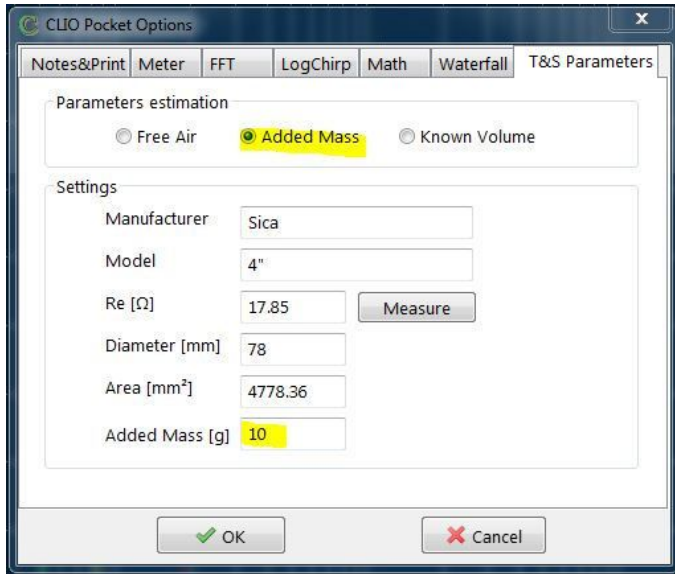 CLIO Pocket Options
x
Notes&Print Meter FFT LogChirp Math Waterfall T&S Parameters
Parameters estimation
Free Air Added Mass Known Volume
Settings
Manufacturer Sica
Model 4"
Re [Ω] 17.85 Measure
Diameter [mm] 78
Area [mm²] 4778.36
Added Mass [g] 10
OK Cancel